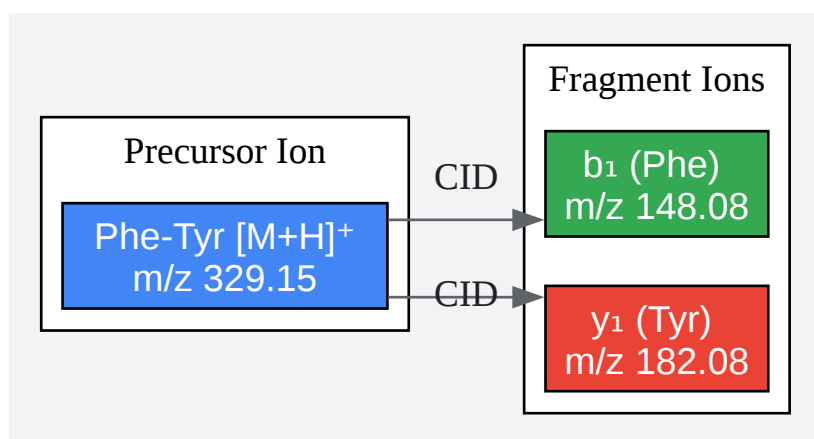 Precursor Ion
Phe-Tyr [M+H]⁺
m/z 329.15
CID
CID
Fragment Ions
b₁ (Phe)
m/z 148.08
y₁ (Tyr)
m/z 182.08